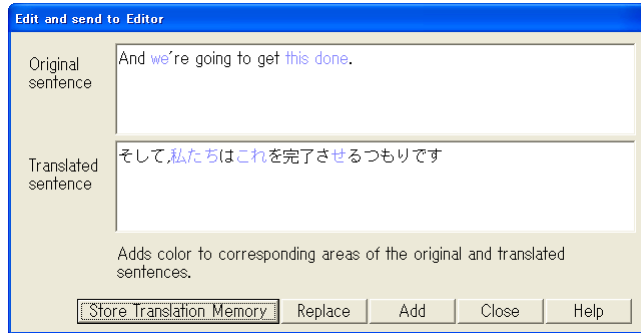 Edit and send to Editor
Original
sentence
And we're going to get this done.
Translated
sentence
そして,私たちはこれを完了させるつもりです
Adds color to corresponding areas of the original and translated
sentences.
Store Translation Memory
Replace
Add
Close
Help